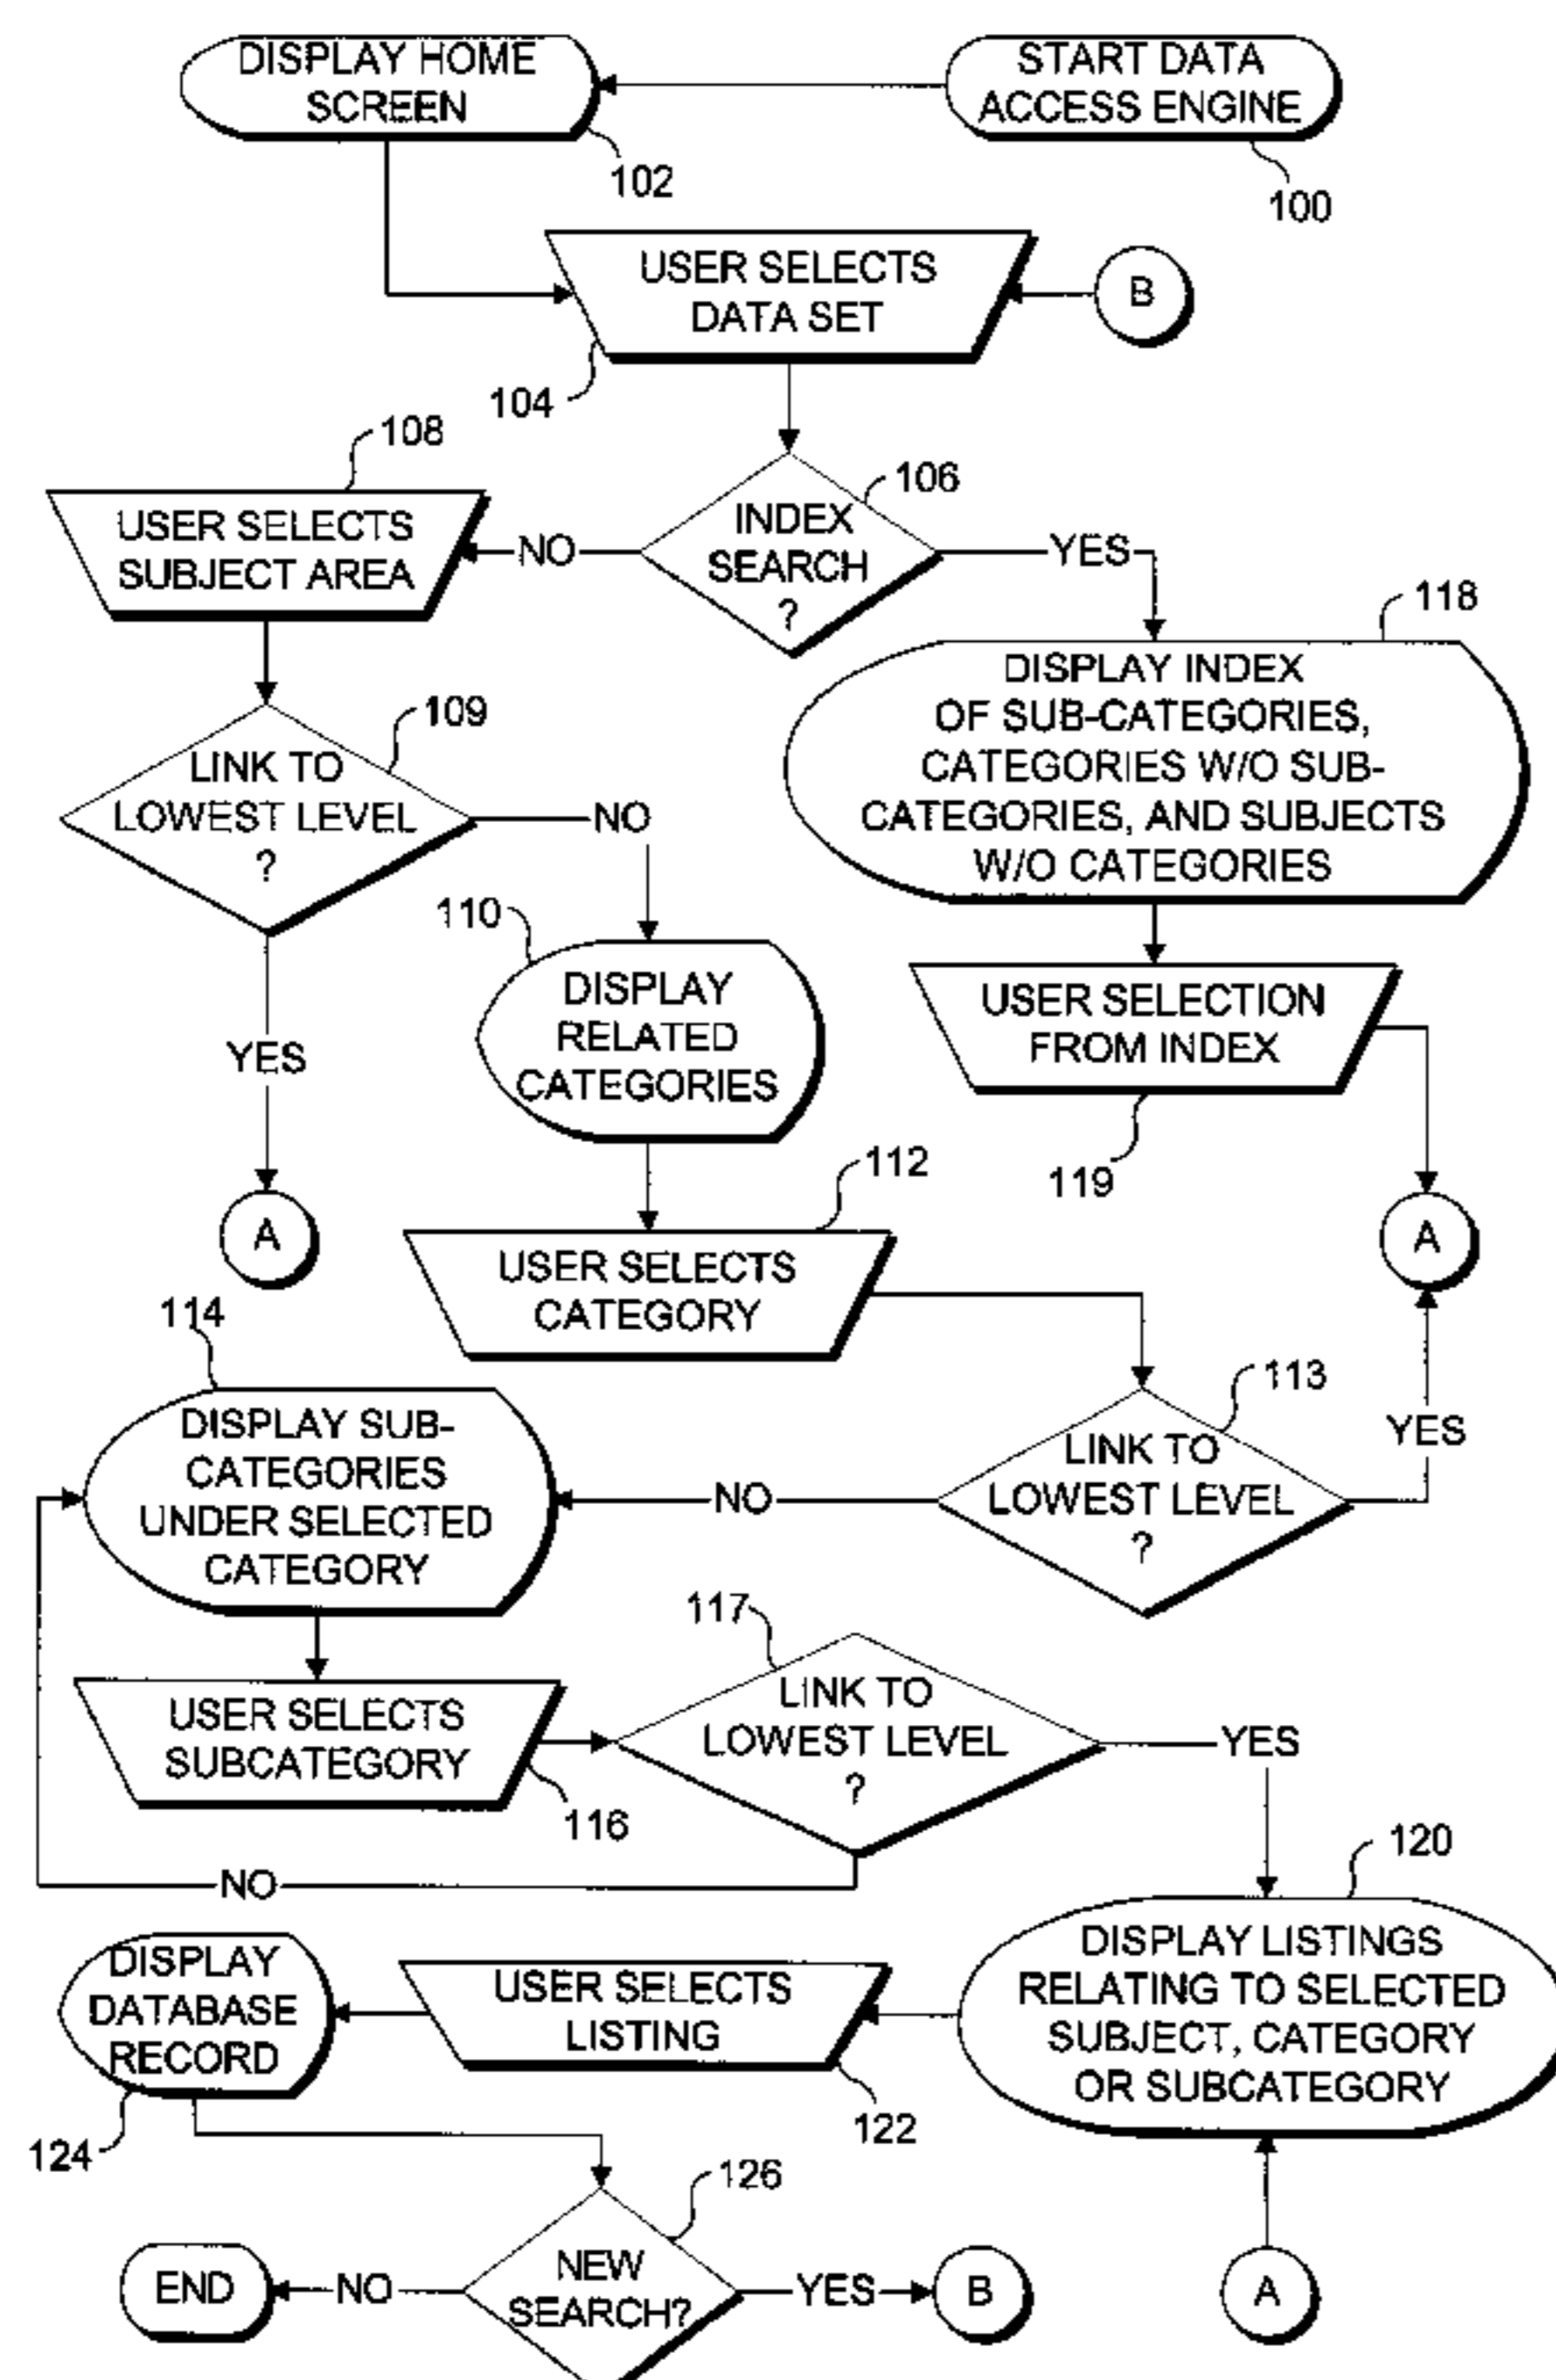 DISPLAY HOME
SCREEN
102
START DATA
ACCESS ENGINE
100
USER SELECTS
DATA SET
104
B
108
USER SELECTS
SUBJECT AREA
NO
106
INDEX
SEARCH
?
YES
118
DISPLAY INDEX
OF SUB-CATEGORIES,
CATEGORIES W/O SUB-
CATEGORIES, AND SUBJECTS
W/O CATEGORIES
109
LINK TO
LOWEST LEVEL
?
NO
YES
A
110
DISPLAY
RELATED
CATEGORIES
USER SELECTION
FROM INDEX
119
A
112
USER SELECTS
CATEGORY
113
LINK TO
LOWEST LEVEL
?
YES
NO
114
DISPLAY SUB-
CATEGORIES
UNDER SELECTED
CATEGORY
USER SELECTS
SUBCATEGORY
116
117
LINK TO
LOWEST LEVEL
?
YES
NO
120
DISPLAY LISTINGS
RELATING TO SELECTED
SUBJECT, CATEGORY
OR SUBCATEGORY
A
USER SELECTS
LISTING
122
DISPLAY
DATABASE
RECORD
124
126
NEW
SEARCH?
NO
END
YES
B